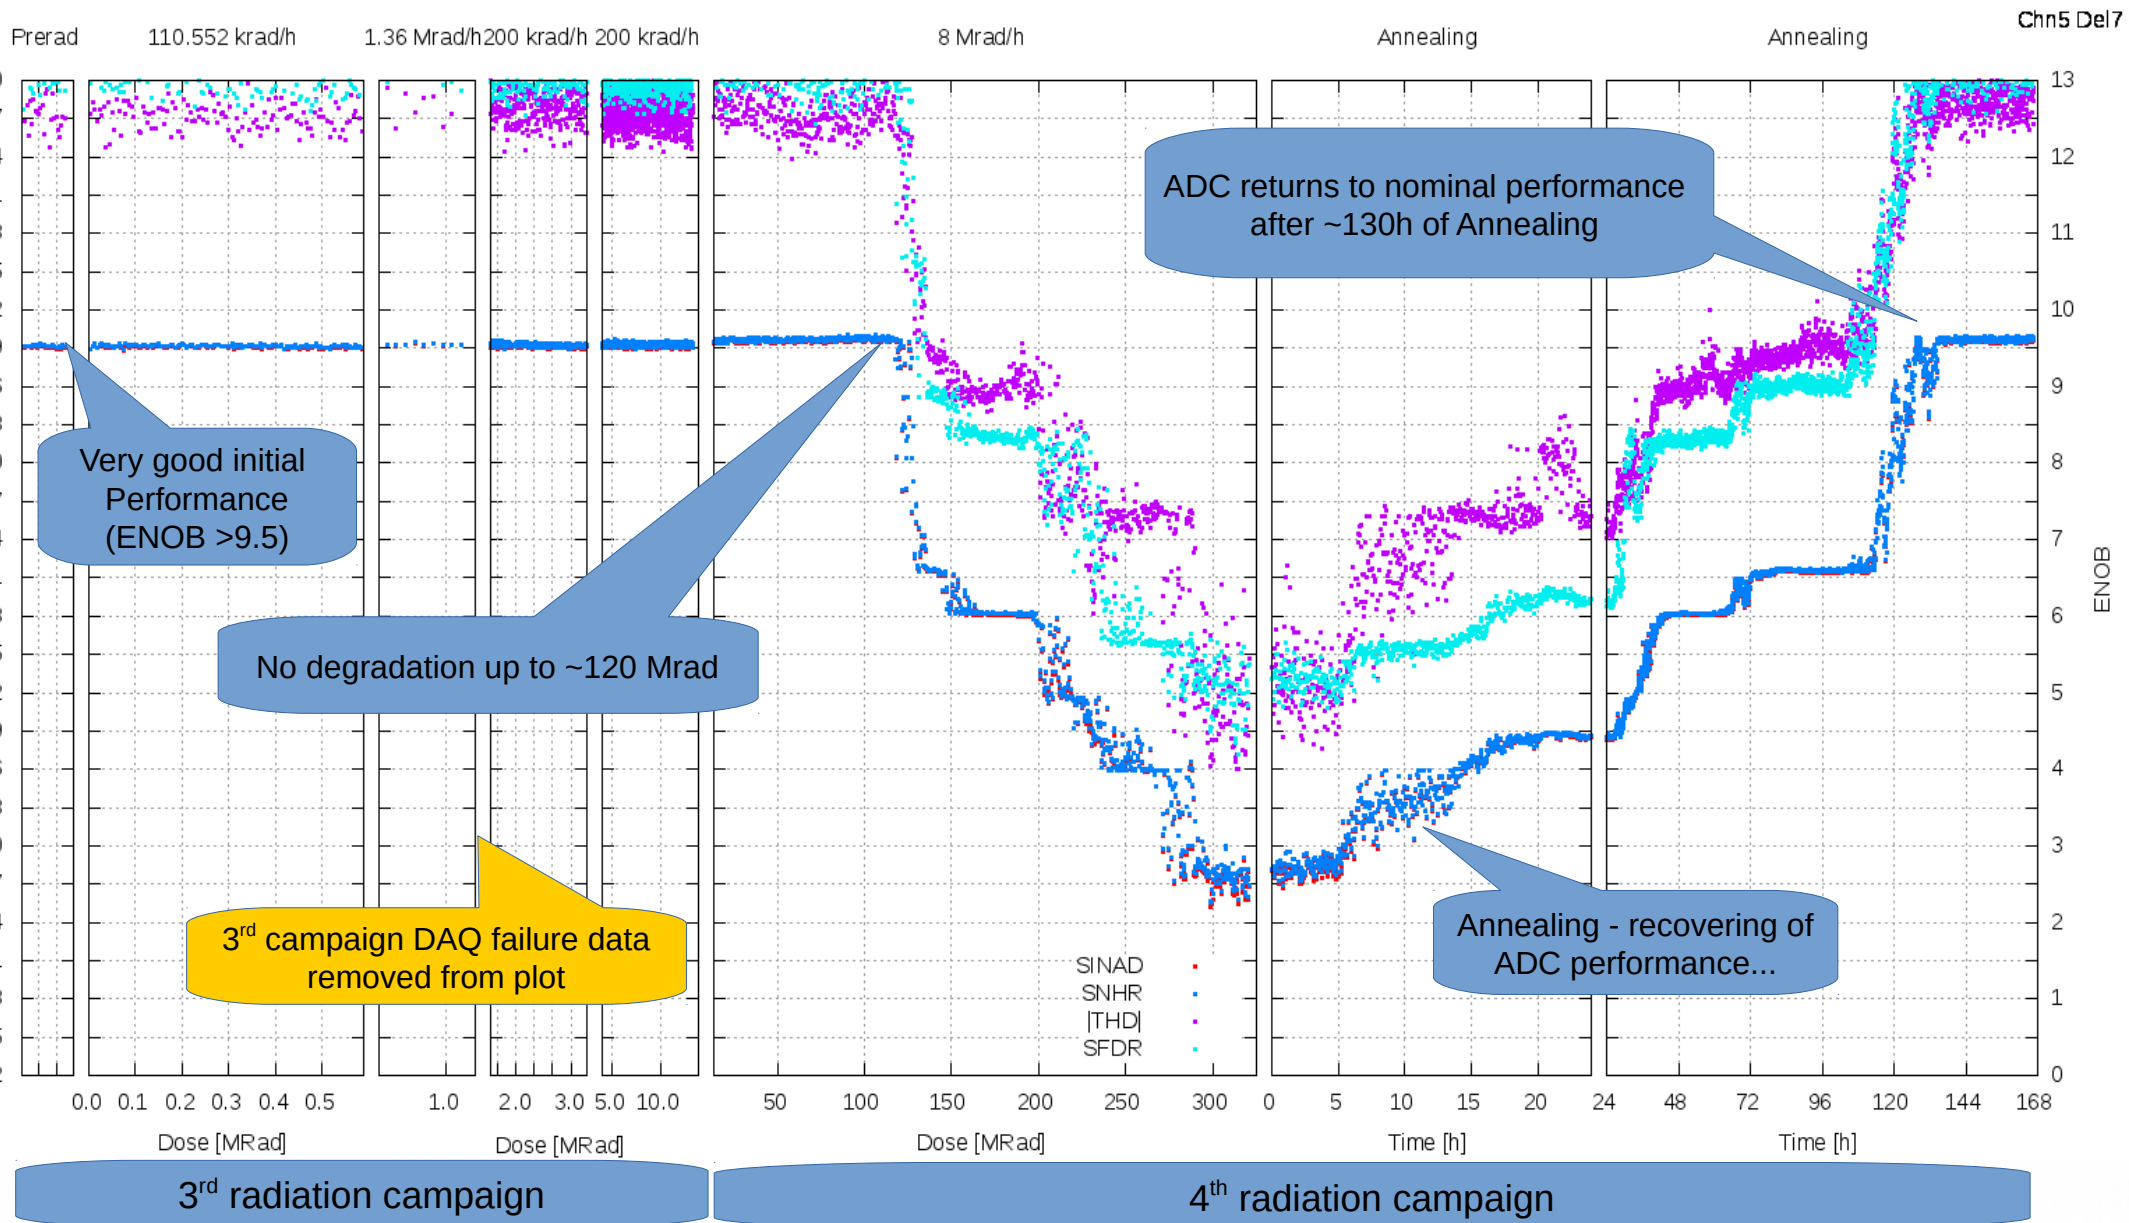 Chn5 Del7
Prerad 110.552 krad/h 1.36 Mrad/h 200 krad/h 200 krad/h 8 Mrad/h Annealing Annealing
13
12
11
10
9
8
7
6
5
4
3
2
1
0
ENOB
ADC returns to nominal performance
after ~130h of Annealing
Very good initial
Performance
(ENOB >9.5)
No degradation up to ~120 Mrad
3rd campaign DAQ failure data
removed from plot
Annealing - recovering of
ADC performance...
SINAD
SNHR
|THD|
SFDR
0.0 0.1 0.2 0.3 0.4 0.5 1.0 2.0 3.0 5.0 10.0 50 100 150 200 250 300 0 5 10 15 20 24 48 72 96 120 144 168
Dose [MRad] Dose [MRad] Dose [MRad] Time [h] Time [h]
3rd radiation campaign
4th radiation campaign